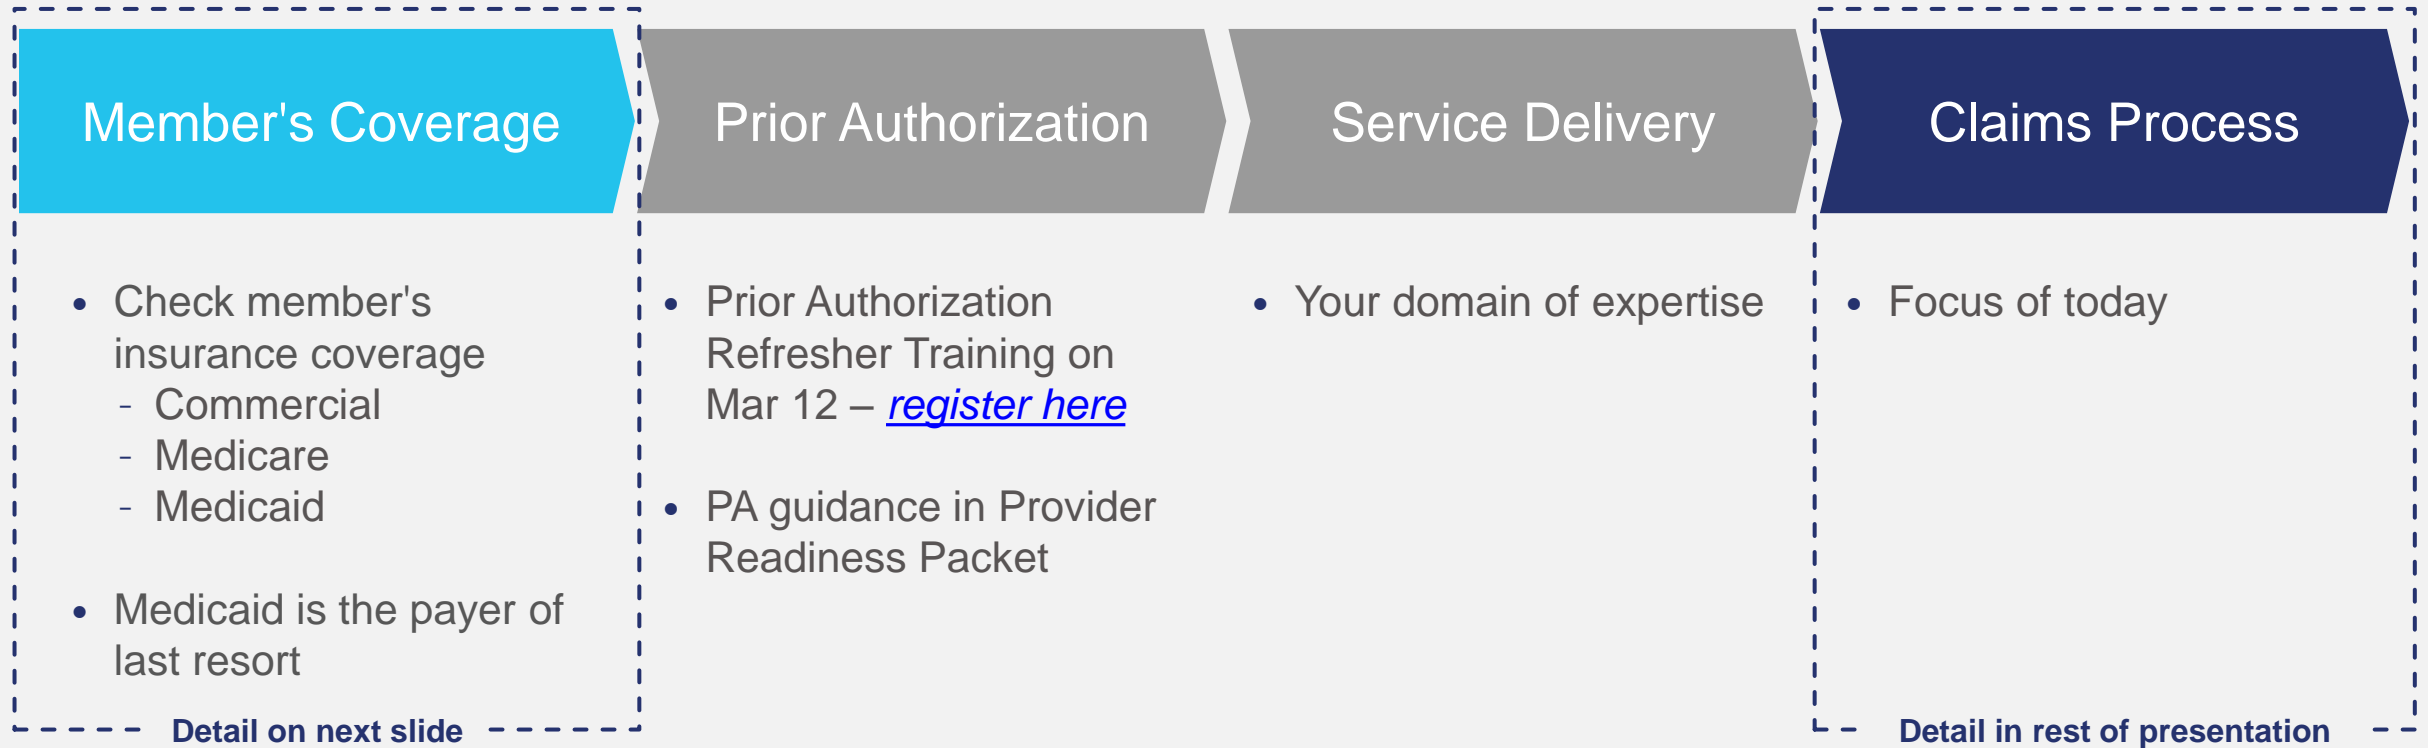 Member's Coverage
Prior Authorization
Service Delivery
Claims Process
• Check member's
insurance coverage
- Commercial
- Medicare
- Medicaid
• Medicaid is the payer of
last resort
Detail on next slide
• Prior Authorization
Refresher Training on
Mar 12 – register here
• PA guidance in Provider
Readiness Packet
• Your domain of expertise
• Focus of today
Detail in rest of presentation